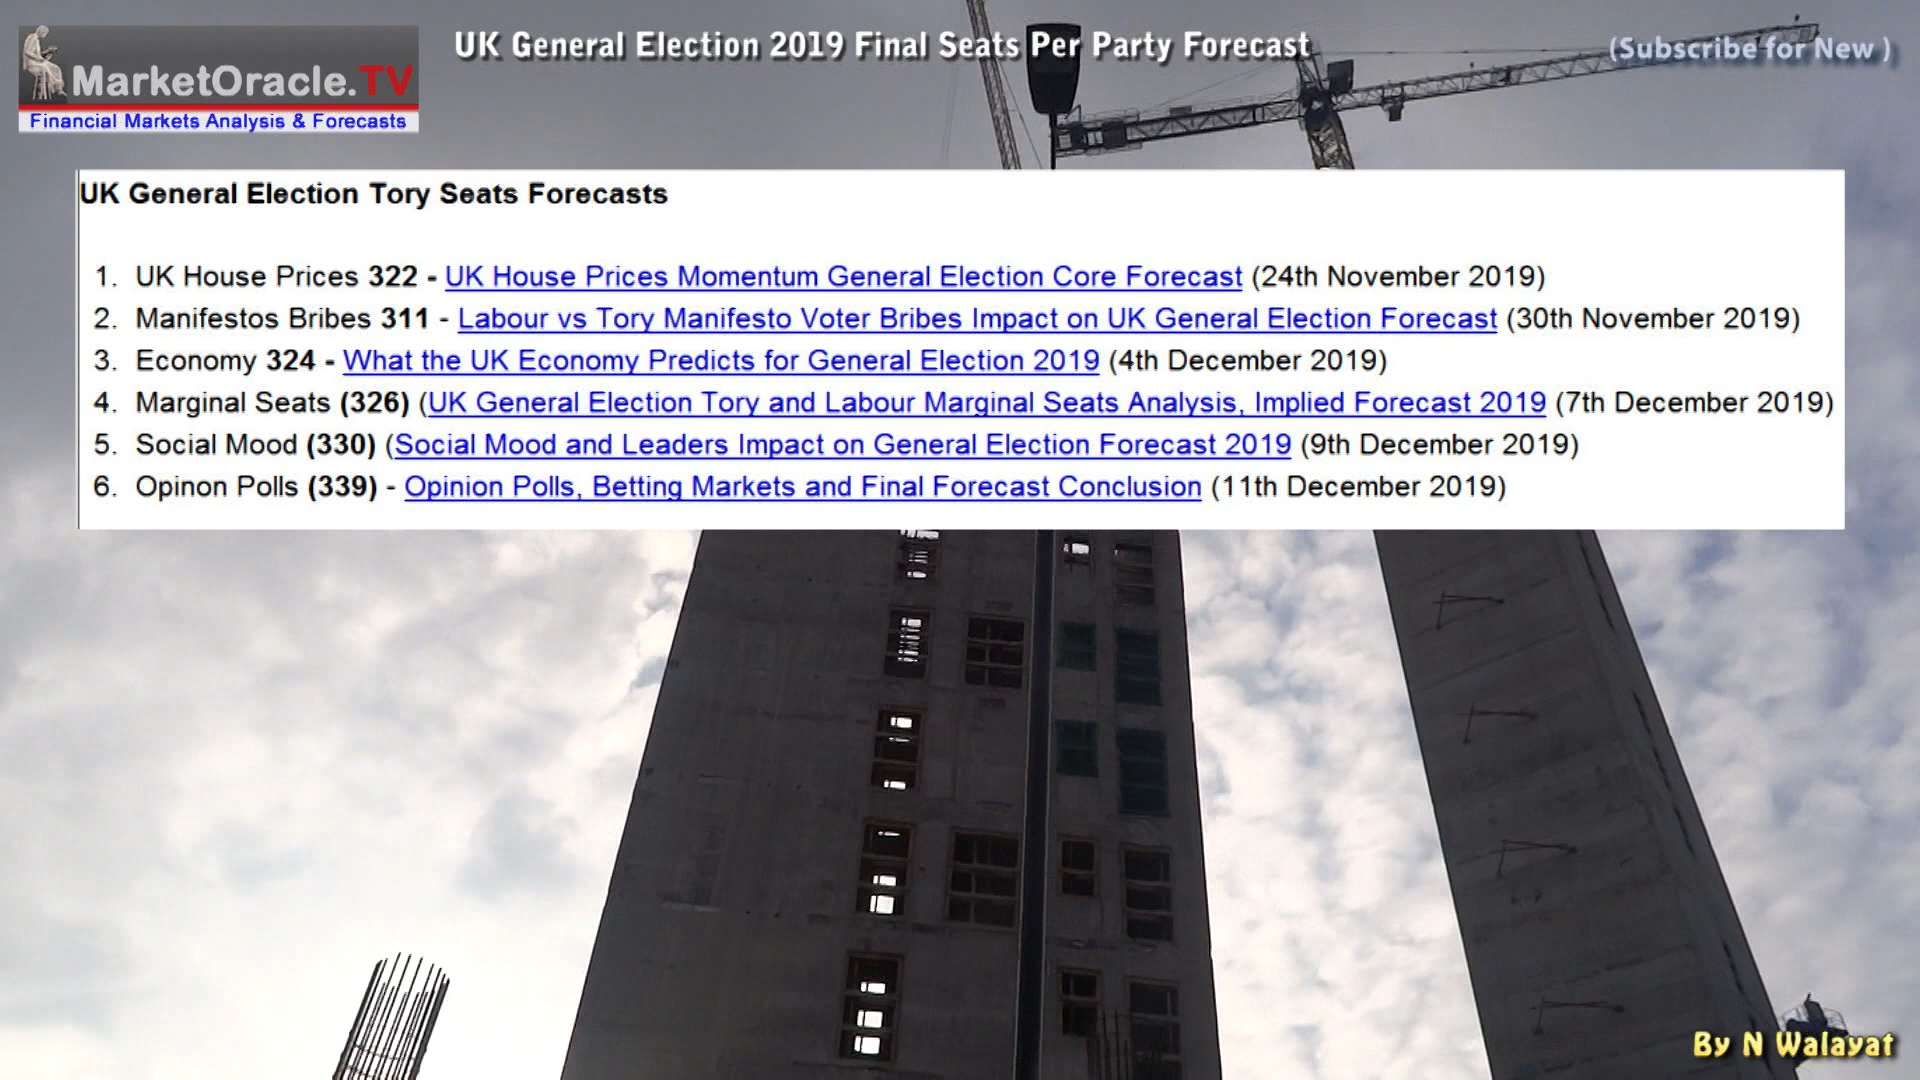 MarketOracle.TV
Financial Markets Analysis & Forecasts
UK General Election 2019 Final Seats Per Party Forecast
(Subscribe for New )
UK General Election Tory Seats Forecasts
1. UK House Prices 322 - UK House Prices Momentum General Election Core Forecast (24th November 2019)
2. Manifestos Bribes 311 - Labour vs Tory Manifesto Voter Bribes Impact on UK General Election Forecast (30th November 2019)
3. Economy 324 - What the UK Economy Predicts for General Election 2019 (4th December 2019)
4. Marginal Seats (326) (UK General Election Tory and Labour Marginal Seats Analysis, Implied Forecast 2019 (7th December 2019)
5. Social Mood (330) (Social Mood and Leaders Impact on General Election Forecast 2019 (9th December 2019)
6. Opinon Polls (339) - Opinion Polls, Betting Markets and Final Forecast Conclusion (11th December 2019)
By N Walayat